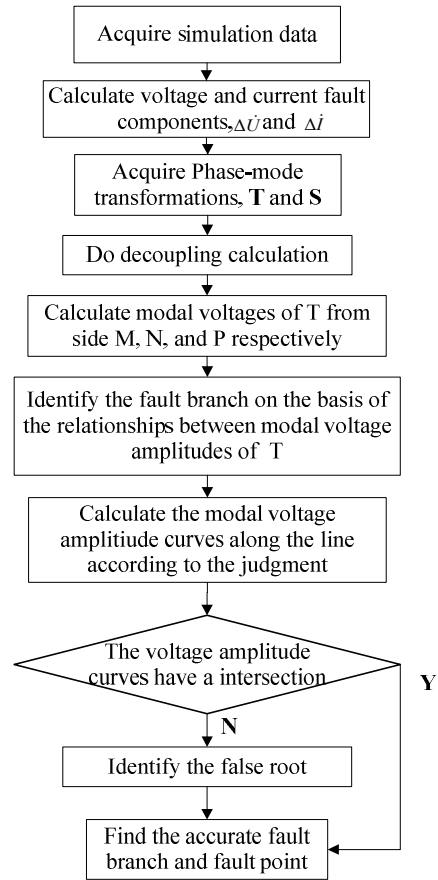 Acquire simulation data
Calculate voltage and current fault
components,ΔU̇ and Δİ
Acquire Phase-mode
transformations, T and S
Do decoupling calculation
Calculate modal voltages of T from
side M, N, and P respectively
Identify the fault branch on the basis of
the relationships between modal voltage
amplitudes of T
Calculate the modal voltage
amplitiude curves along the line
according to the judgment
The voltage amplitude
curves have a intersection
Y
N
Identify the false root
Find the accurate fault
branch and fault point